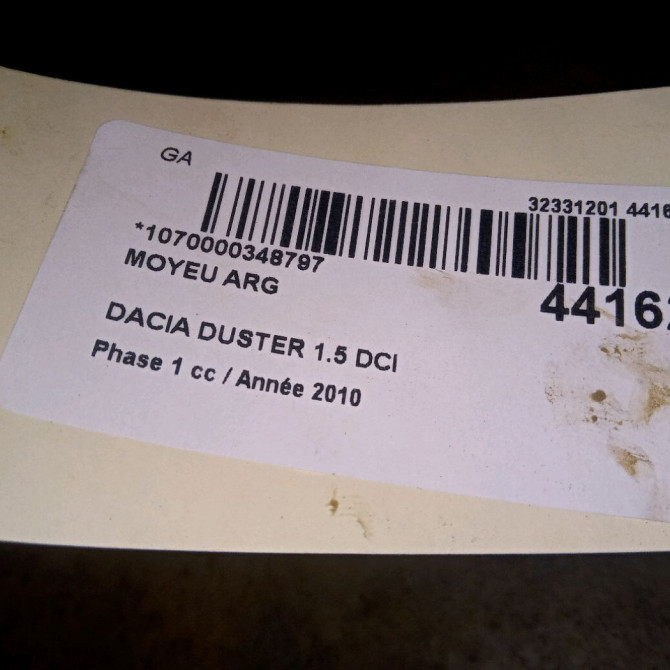 GA
32331201 4416
*1070000348797
MOYEU ARG
4416
DACIA DUSTER 1.5 DCI
Phase 1 cc / Année 2010